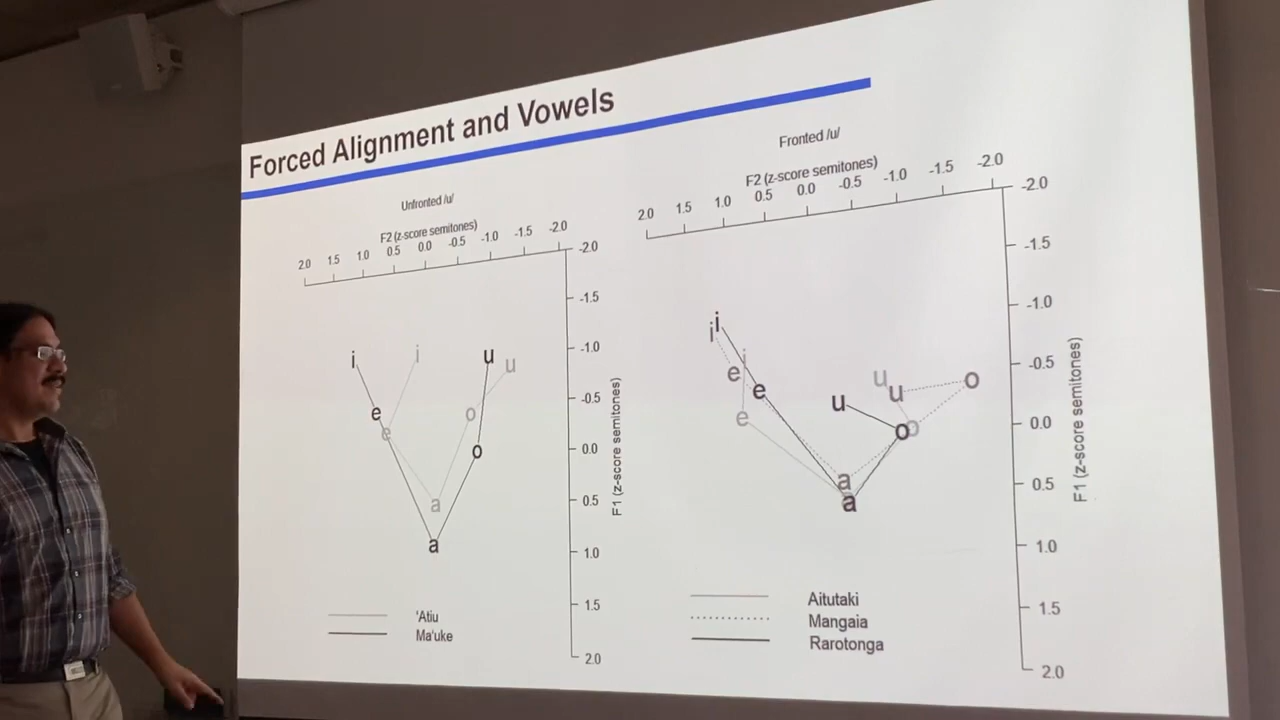 Forced Alignment and Vowels
Unfronted /u/
F2 (z-score semitones)
2.0 1.5 1.0 0.5 0.0 -0.5 -1.0 -1.5 -2.0
-2.0
-1.5
-1.0
-0.5
0.0
0.5
1.0
1.5
2.0
F1 (z-score semitones)
i i u u
e e o o
a
a
'Atiu
Ma'uke
Fronted /u/
F2 (z-score semitones)
2.0 1.5 1.0 0.5 0.0 -0.5 -1.0 -1.5 -2.0
-2.0
-1.5
-1.0
-0.5
0.0
0.5
1.0
1.5
2.0
F1 (z-score semitones)
i i i
e e e
u u u
o o o
a a
Aitutaki
Mangaia
Rarotonga